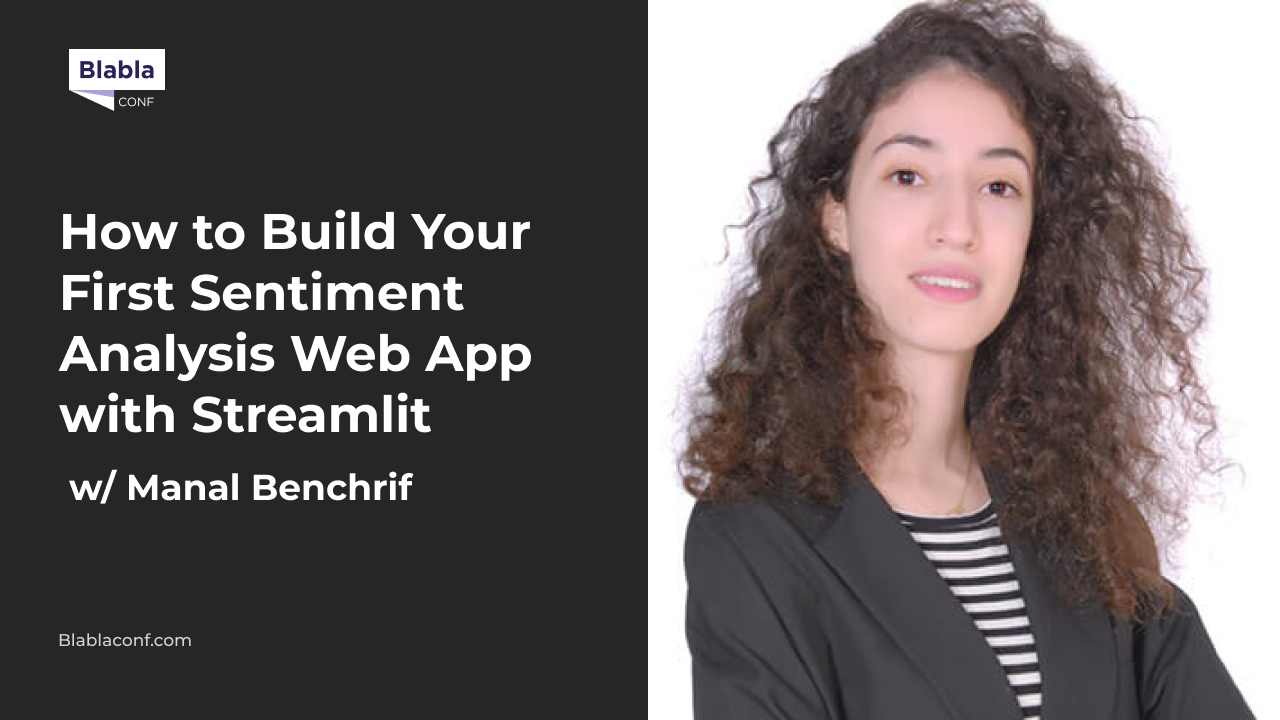 Blabla
CONF
How to Build Your
First Sentiment
Analysis Web App
with Streamlit
w/ Manal Benchrif
Blablaconf.com